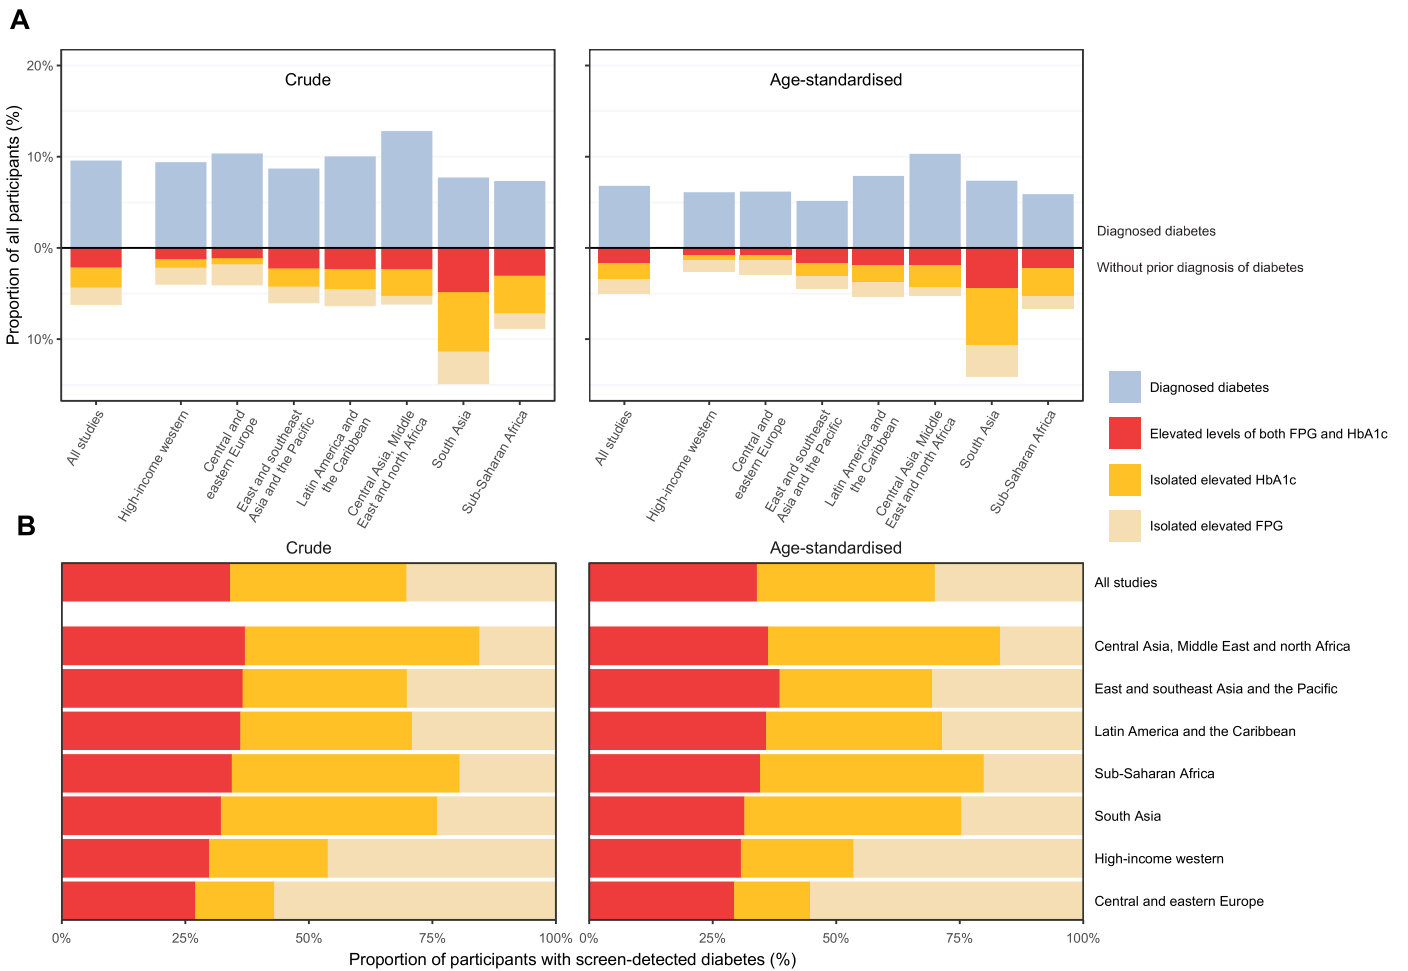 A
Crude
Age-standardised
Proportion of all participants (%)
20%
10%
0%
10%
Diagnosed diabetes
Without prior diagnosis of diabetes
All studies
High-income western
Central and
eastern Europe
East and southeast
Asia and the Pacific
Latin America and
the Caribbean
Central Asia, Middle
East and north Africa
South Asia
Sub-Saharan Africa
All studies
High-income western
Central and
eastern Europe
East and southeast
Asia and the Pacific
Latin America and
the Caribbean
Central Asia, Middle
East and north Africa
South Asia
Sub-Saharan Africa
Diagnosed diabetes
Elevated levels of both FPG and HbA1c
Isolated elevated HbA1c
Isolated elevated FPG
B
Crude
Age-standardised
All studies
Central Asia, Middle East and north Africa
East and southeast Asia and the Pacific
Latin America and the Caribbean
Sub-Saharan Africa
South Asia
High-income western
Central and eastern Europe
0% 25% 50% 75% 100% 0% 25% 50% 75% 100%
Proportion of participants with screen-detected diabetes (%)